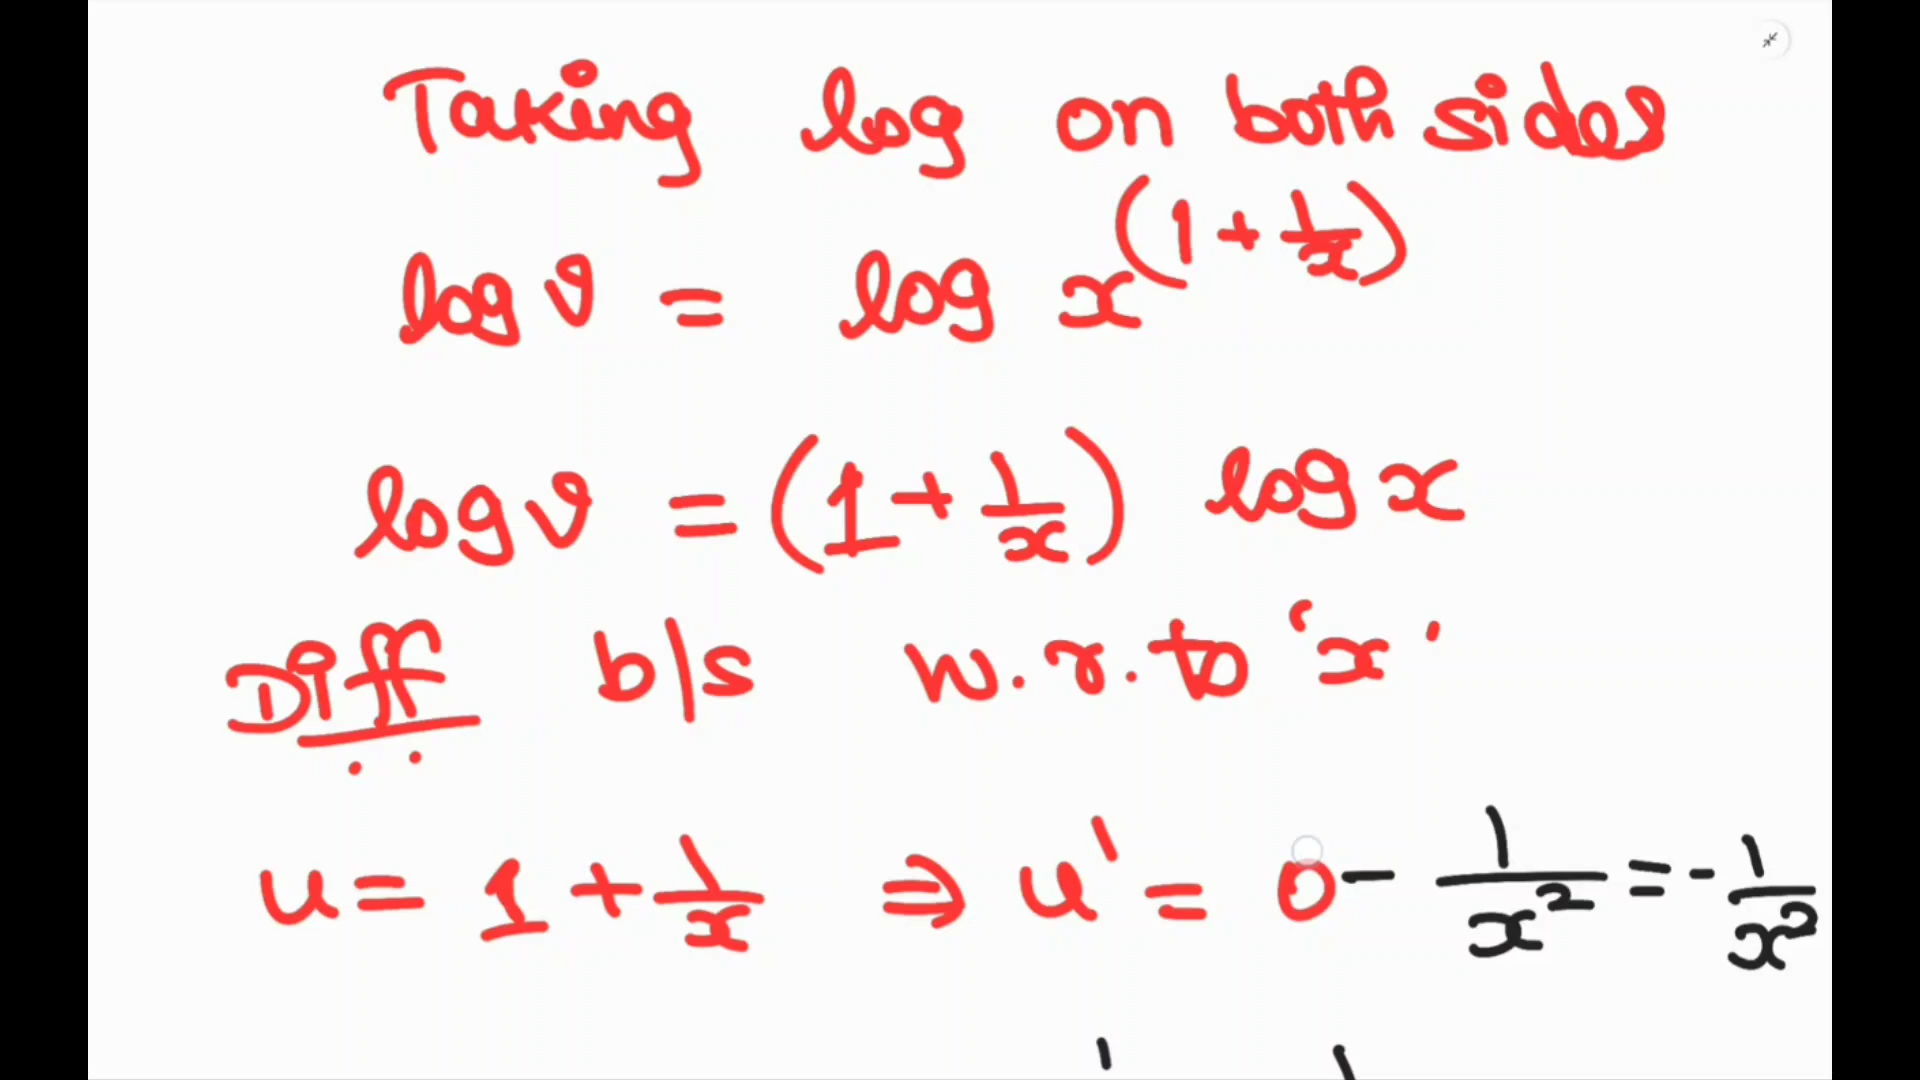 Taking log on both sides
log v = log x^(1 + 1/x)
log v = (1 + 1/x) log x
Diff b/s w.r.to 'x'
u = 1 + 1/x ⇒ u' = 0 - 1/x² = - 1/x²